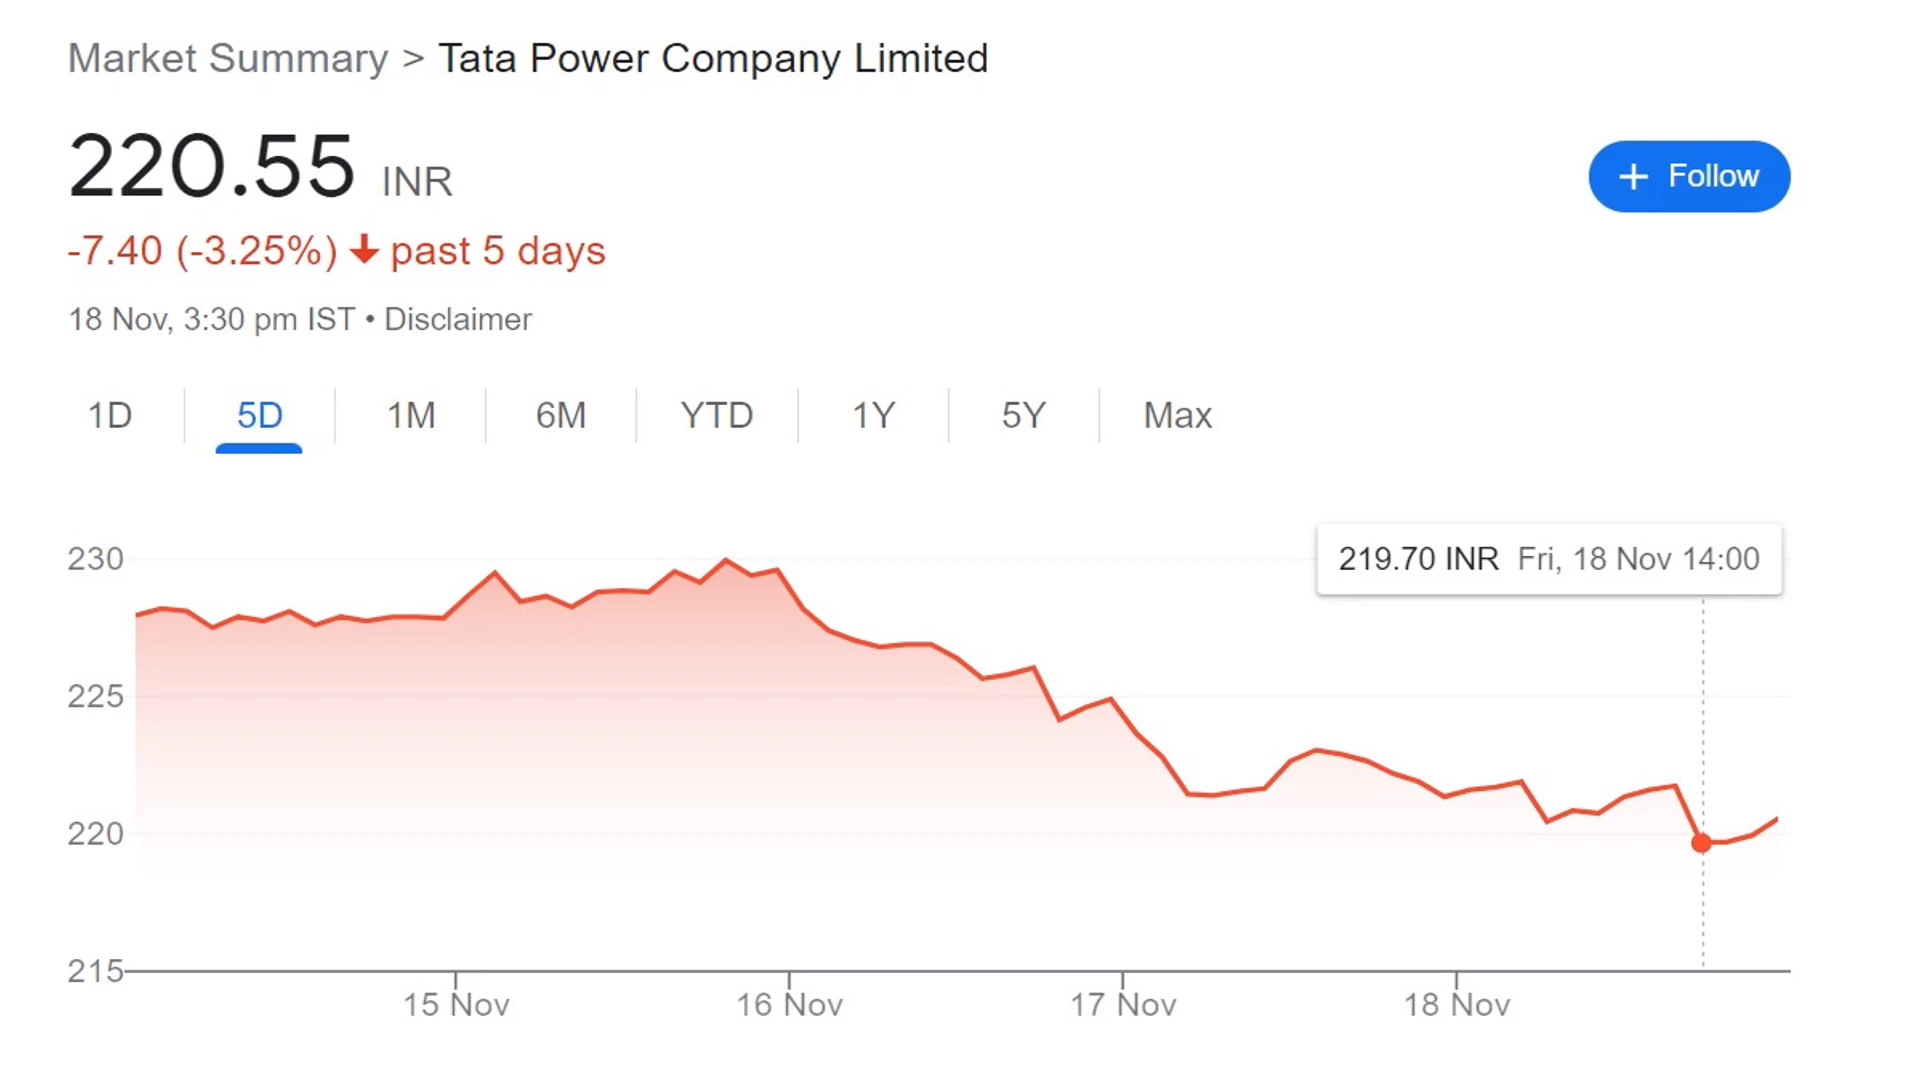 Market Summary > Tata Power Company Limited
220.55 INR
+ Follow
-7.40 (-3.25%) ↓ past 5 days
18 Nov, 3:30 pm IST • Disclaimer
1D 5D 1M 6M YTD 1Y 5Y Max
219.70 INR Fri, 18 Nov 14:00
230
225
220
215
15 Nov 16 Nov 17 Nov 18 Nov